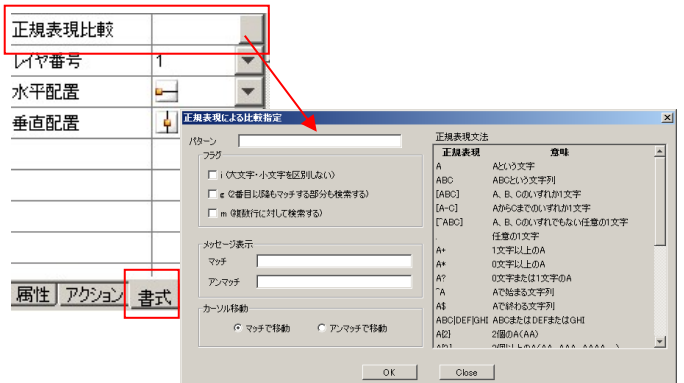 正規表現比較
レイヤ番号 1
水平配置
垂直配置
属性 アクション 書式
正規表現による比較指定
パターン
フラグ
i (大文字・小文字を区別しない)
g (2番目以降もマッチする部分も検索する)
m (複数行に対して検索する)
メッセージ表示
マッチ
アンマッチ
カーソル移動
マッチで移動 アンマッチで移動
正規表現文法
正規表現 意味
A Aという文字
ABC ABCという文字列
[ABC] A、B、Cのいずれか1文字
[A-C] AからCまでのいずれか1文字
[^ABC] A、B、Cのいずれでもない任意の1文字
. 任意の1文字
A+ 1文字以上のA
A* 0文字以上のA
A? 0文字または1文字のA
^A Aで始まる文字列
A$ Aで終わる文字列
ABC|DEF|GHI ABCまたはDEFまたはGHI
A{2} 2個のA(AA)
OK Close